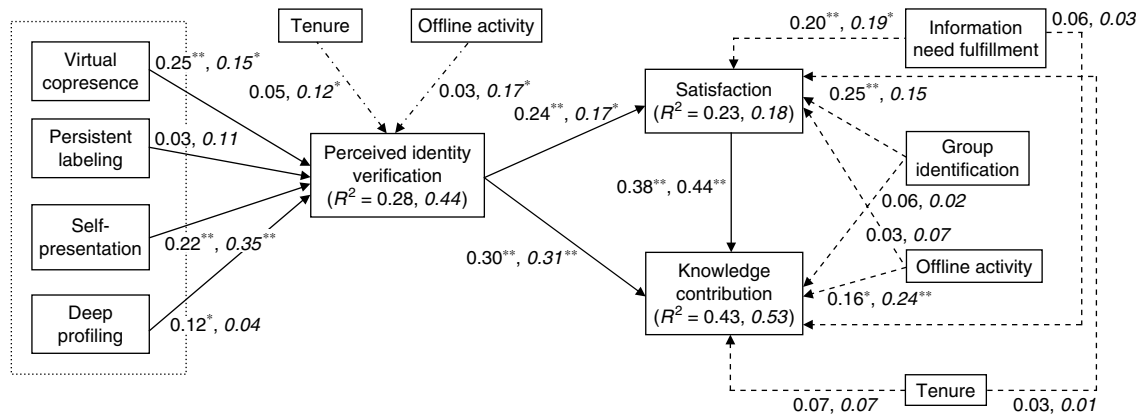 Tenure
Offline activity
0.20**, 0.19*
Information
need fulfillment
0.06, 0.03
Virtual
copresence
0.25**, 0.15*
0.05, 0.12*
0.03, 0.17*
0.24**, 0.17*
Satisfaction
(R² = 0.23, 0.18)
0.25**, 0.15
Persistent
labeling
0.03, 0.11
Perceived identity
verification
(R² = 0.28, 0.44)
0.38**, 0.44**
Group
identification
0.06, 0.02
Self-
presentation
0.22**, 0.35**
0.30**, 0.31**
0.03, 0.07
Knowledge
contribution
(R² = 0.43, 0.53)
Offline activity
0.16*, 0.24**
Deep
profiling
0.12*, 0.04
Tenure
0.07, 0.07
0.03, 0.01